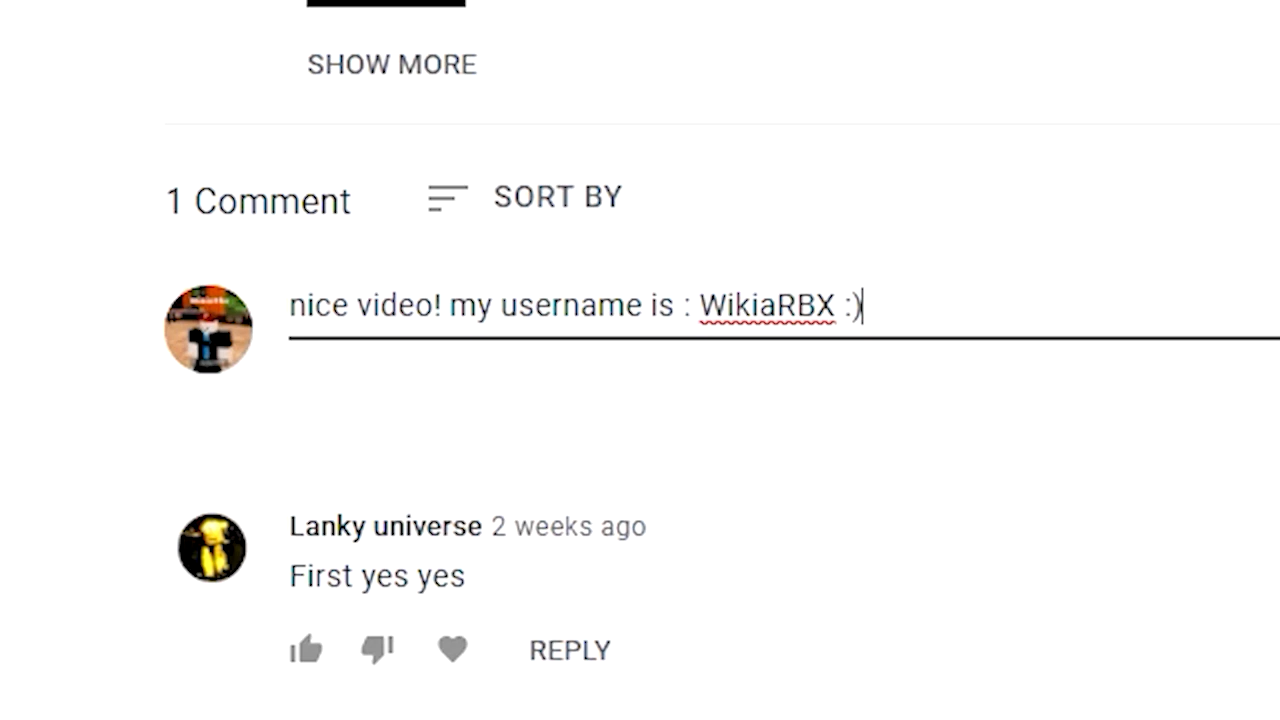 SHOW MORE
1 Comment
SORT BY
nice video! my username is : WikiaRBX :)
Lanky universe 2 weeks ago
First yes yes
REPLY